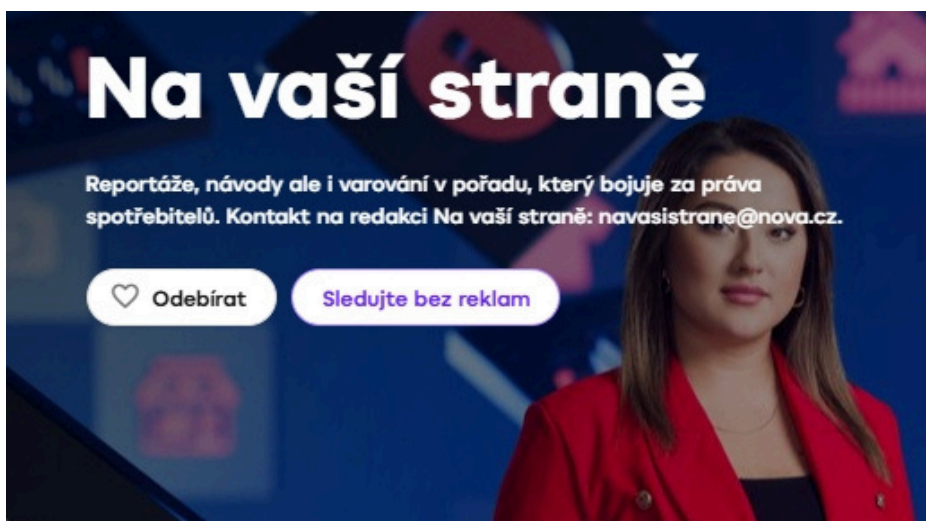 Na vaší straně
Reportáže, návody ale i varování v pořadu, který bojuje za práva
spotřebitelů. Kontakt na redakci Na vaší straně: navasistrane@nova.cz.
Odebírat
Sledujte bez reklam